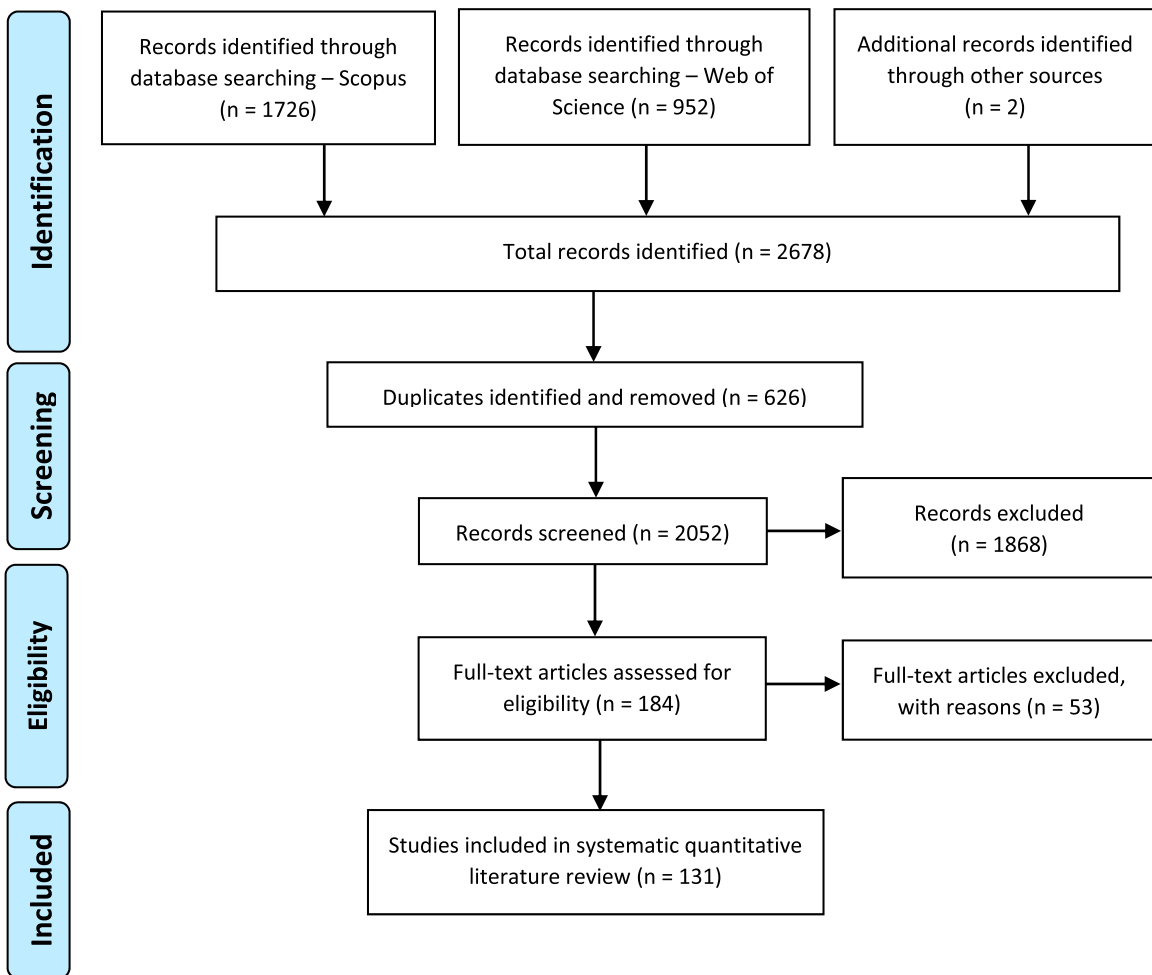 Identification
Records identified through
database searching – Scopus
(n = 1726)
Records identified through
database searching – Web of
Science (n = 952)
Additional records identified
through other sources
(n = 2)
Total records identified (n = 2678)
Screening
Duplicates identified and removed (n = 626)
Records screened (n = 2052)
Records excluded
(n = 1868)
Eligibility
Full-text articles assessed for
eligibility (n = 184)
Full-text articles excluded,
with reasons (n = 53)
Included
Studies included in systematic quantitative
literature review (n = 131)